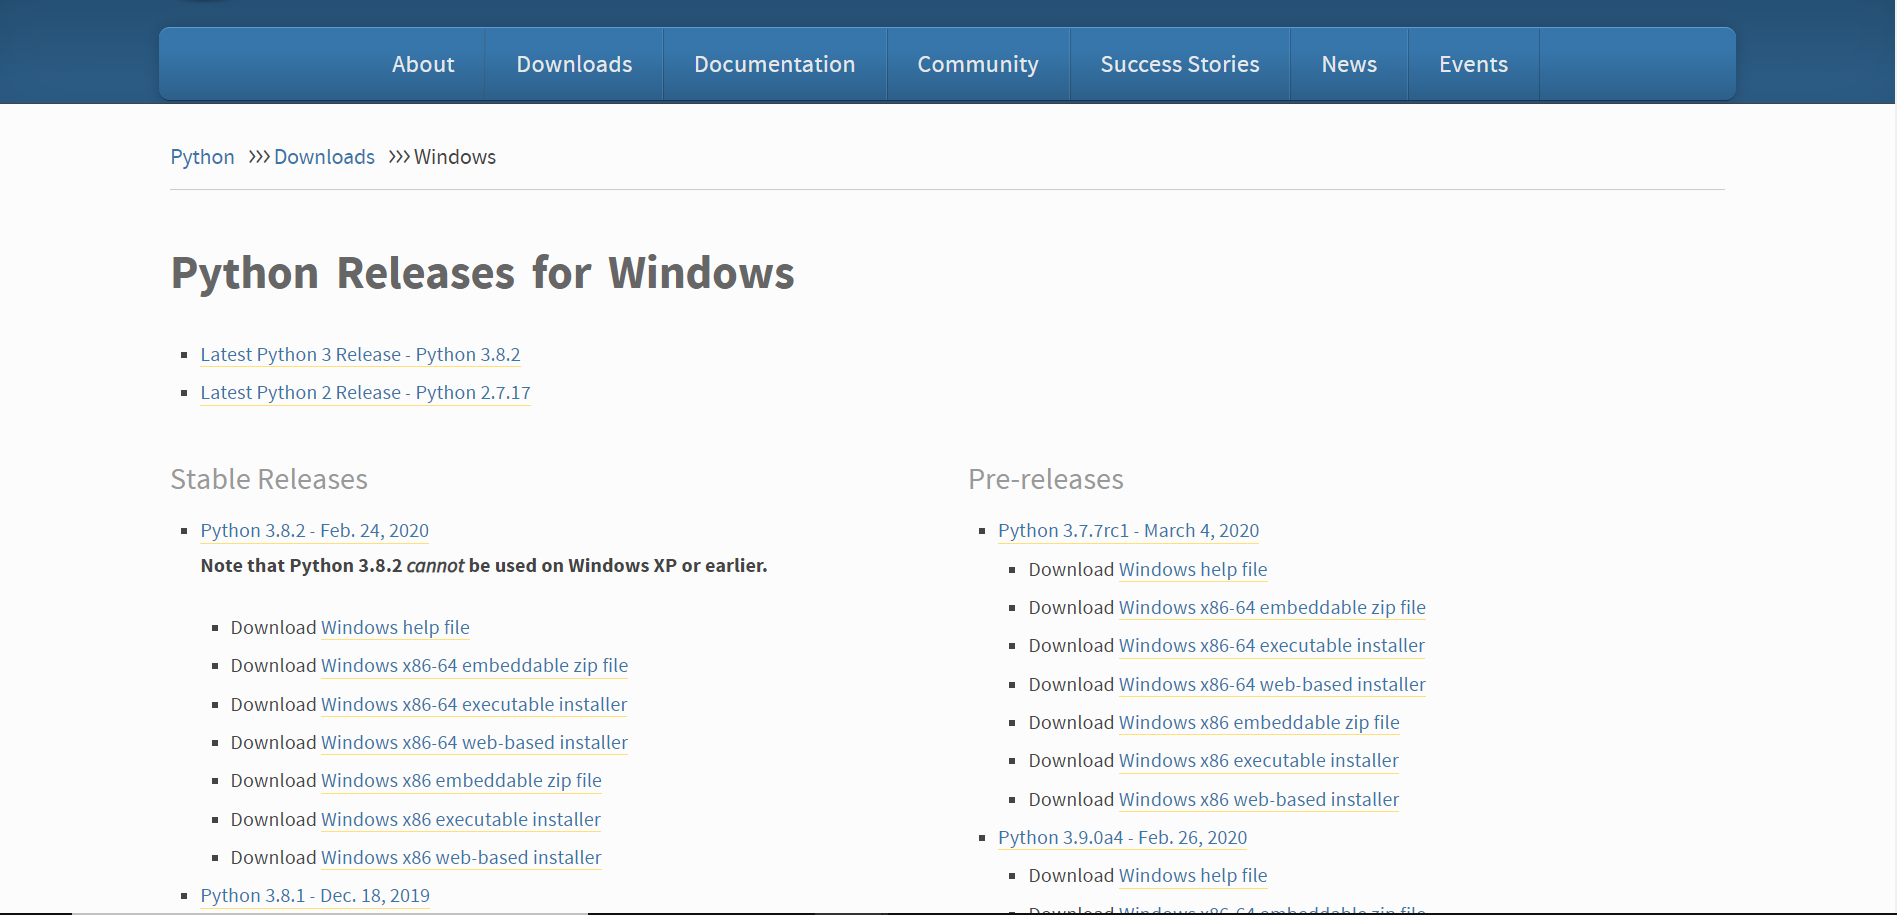 About Downloads Documentation Community Success Stories News Events
Python >>> Downloads >>> Windows
Python Releases for Windows
Latest Python 3 Release - Python 3.8.2
Latest Python 2 Release - Python 2.7.17
Stable Releases
Python 3.8.2 - Feb. 24, 2020
Note that Python 3.8.2 cannot be used on Windows XP or earlier.
Download Windows help file
Download Windows x86-64 embeddable zip file
Download Windows x86-64 executable installer
Download Windows x86-64 web-based installer
Download Windows x86 embeddable zip file
Download Windows x86 executable installer
Download Windows x86 web-based installer
Python 3.8.1 - Dec. 18, 2019
Pre-releases
Python 3.7.7rc1 - March 4, 2020
Download Windows help file
Download Windows x86-64 embeddable zip file
Download Windows x86-64 executable installer
Download Windows x86-64 web-based installer
Download Windows x86 embeddable zip file
Download Windows x86 executable installer
Download Windows x86 web-based installer
Python 3.9.0a4 - Feb. 26, 2020
Download Windows help file
Download Windows x86-64 embeddable zip file